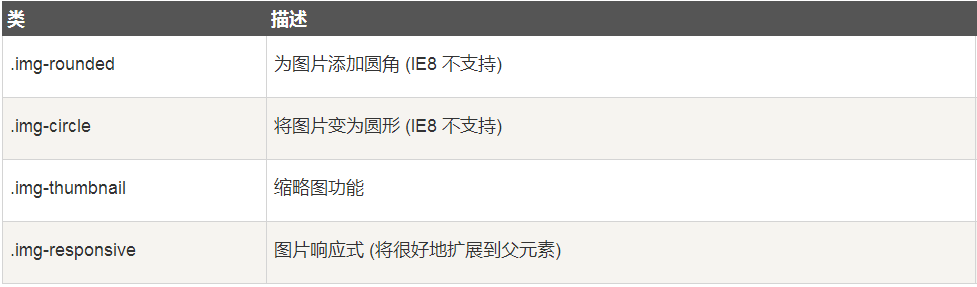 类 描述
.img-rounded 为图片添加圆角 (IE8 不支持)
.img-circle 将图片变为圆形 (IE8 不支持)
.img-thumbnail 缩略图功能
.img-responsive 图片响应式 (将很好地扩展到父元素)